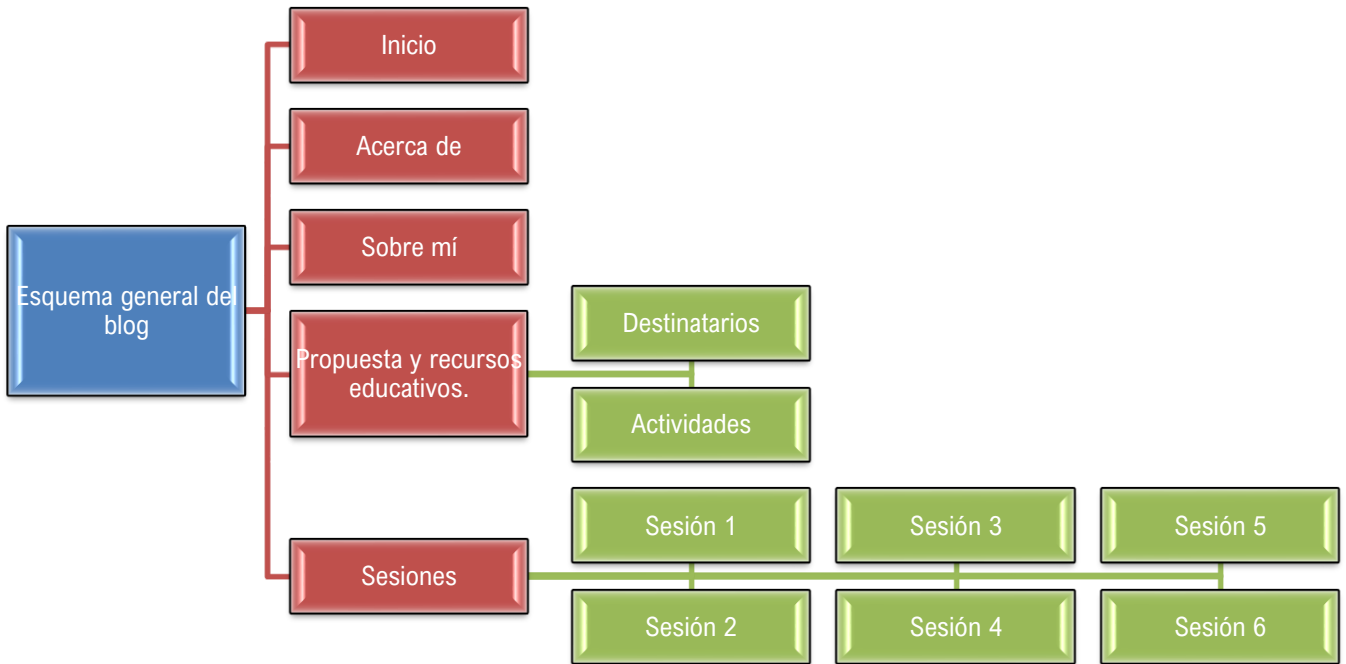 Inicio
Acerca de
Sobre mí
Esquema general del
blog
Propuesta y recursos
educativos.
Destinatarios
Actividades
Sesiones
Sesión 1
Sesión 2
Sesión 3
Sesión 4
Sesión 5
Sesión 6